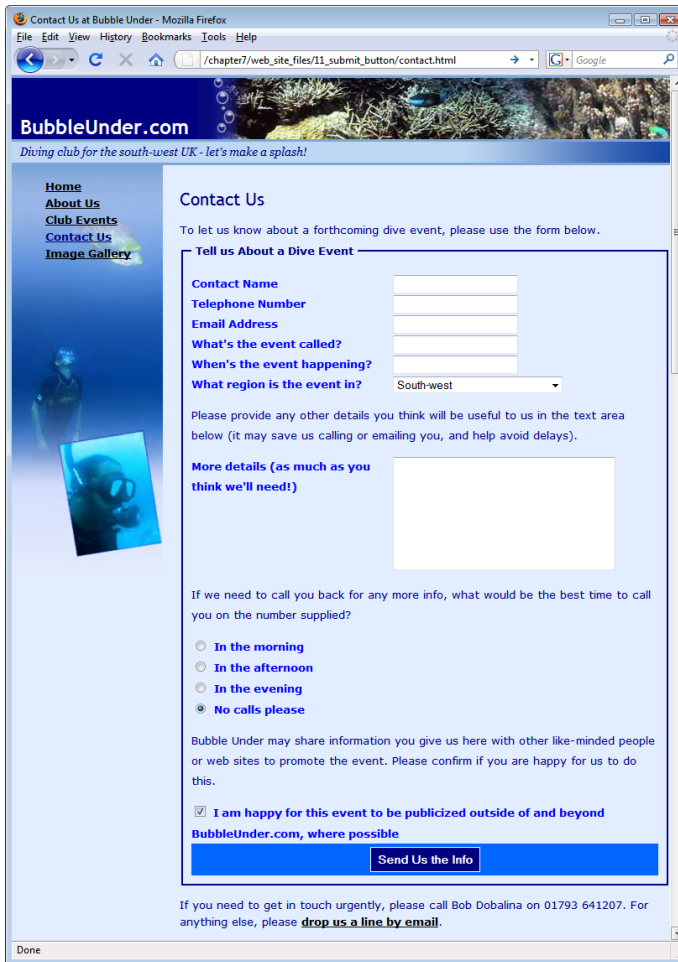 Contact Us at Bubble Under - Mozilla Firefox
File Edit View History Bookmarks Tools Help
/chapter7/web_site_files/11_submit_button/contact.html
G Google
BubbleUnder.com
Diving club for the south-west UK - let's make a splash!
Home
About Us
Club Events
Contact Us
Image Gallery
Contact Us
To let us know about a forthcoming dive event, please use the form below.
Tell us About a Dive Event
Contact Name
Telephone Number
Email Address
What's the event called?
When's the event happening?
What region is the event in? South-west
Please provide any other details you think will be useful to us in the text area
below (it may save us calling or emailing you, and help avoid delays).
More details (as much as you
think we'll need!)
If we need to call you back for any more info, what would be the best time to call
you on the number supplied?
In the morning
In the afternoon
In the evening
No calls please
Bubble Under may share information you give us here with other like-minded people
or web sites to promote the event. Please confirm if you are happy for us to do
this.
I am happy for this event to be publicized outside of and beyond
BubbleUnder.com, where possible
Send Us the Info
If you need to get in touch urgently, please call Bob Dobalina on 01793 641207. For
anything else, please drop us a line by email.
Done